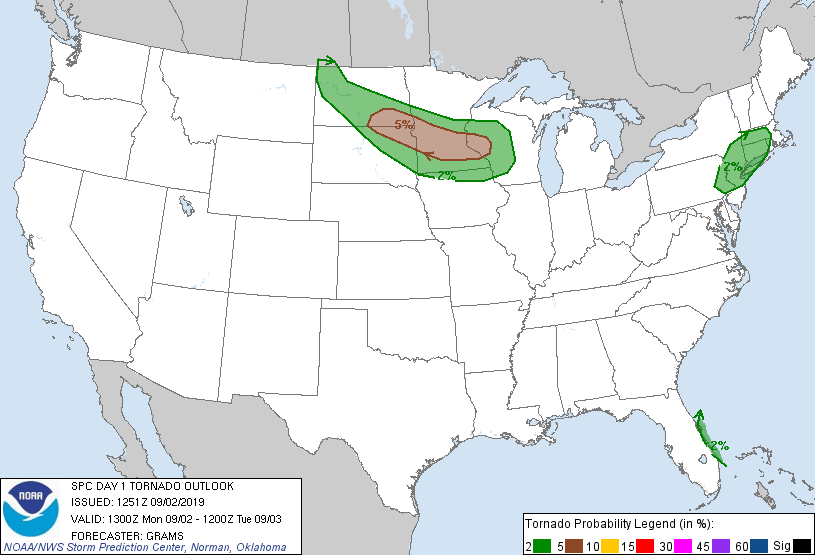 5%
2%
2%
2%
NOAA
SPC DAY 1 TORNADO OUTLOOK
ISSUED: 1251Z 09/02/2019
VALID: 1300Z Mon 09/02 - 1200Z Tue 09/03
FORECASTER: GRAMS
NOAA/NWS Storm Prediction Center, Norman, Oklahoma
Tornado Probability Legend (in %):
2 5 10 15 30 45 60 Sig